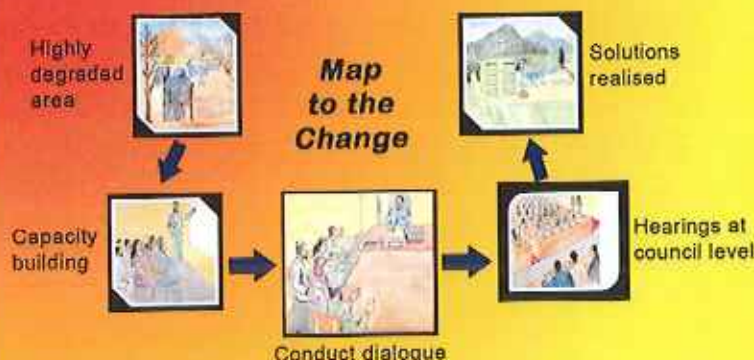 Highly
degraded
area
Map
to the
Change
Solutions
realised
Capacity
building
Hearings at
council level
Conduct dialogue